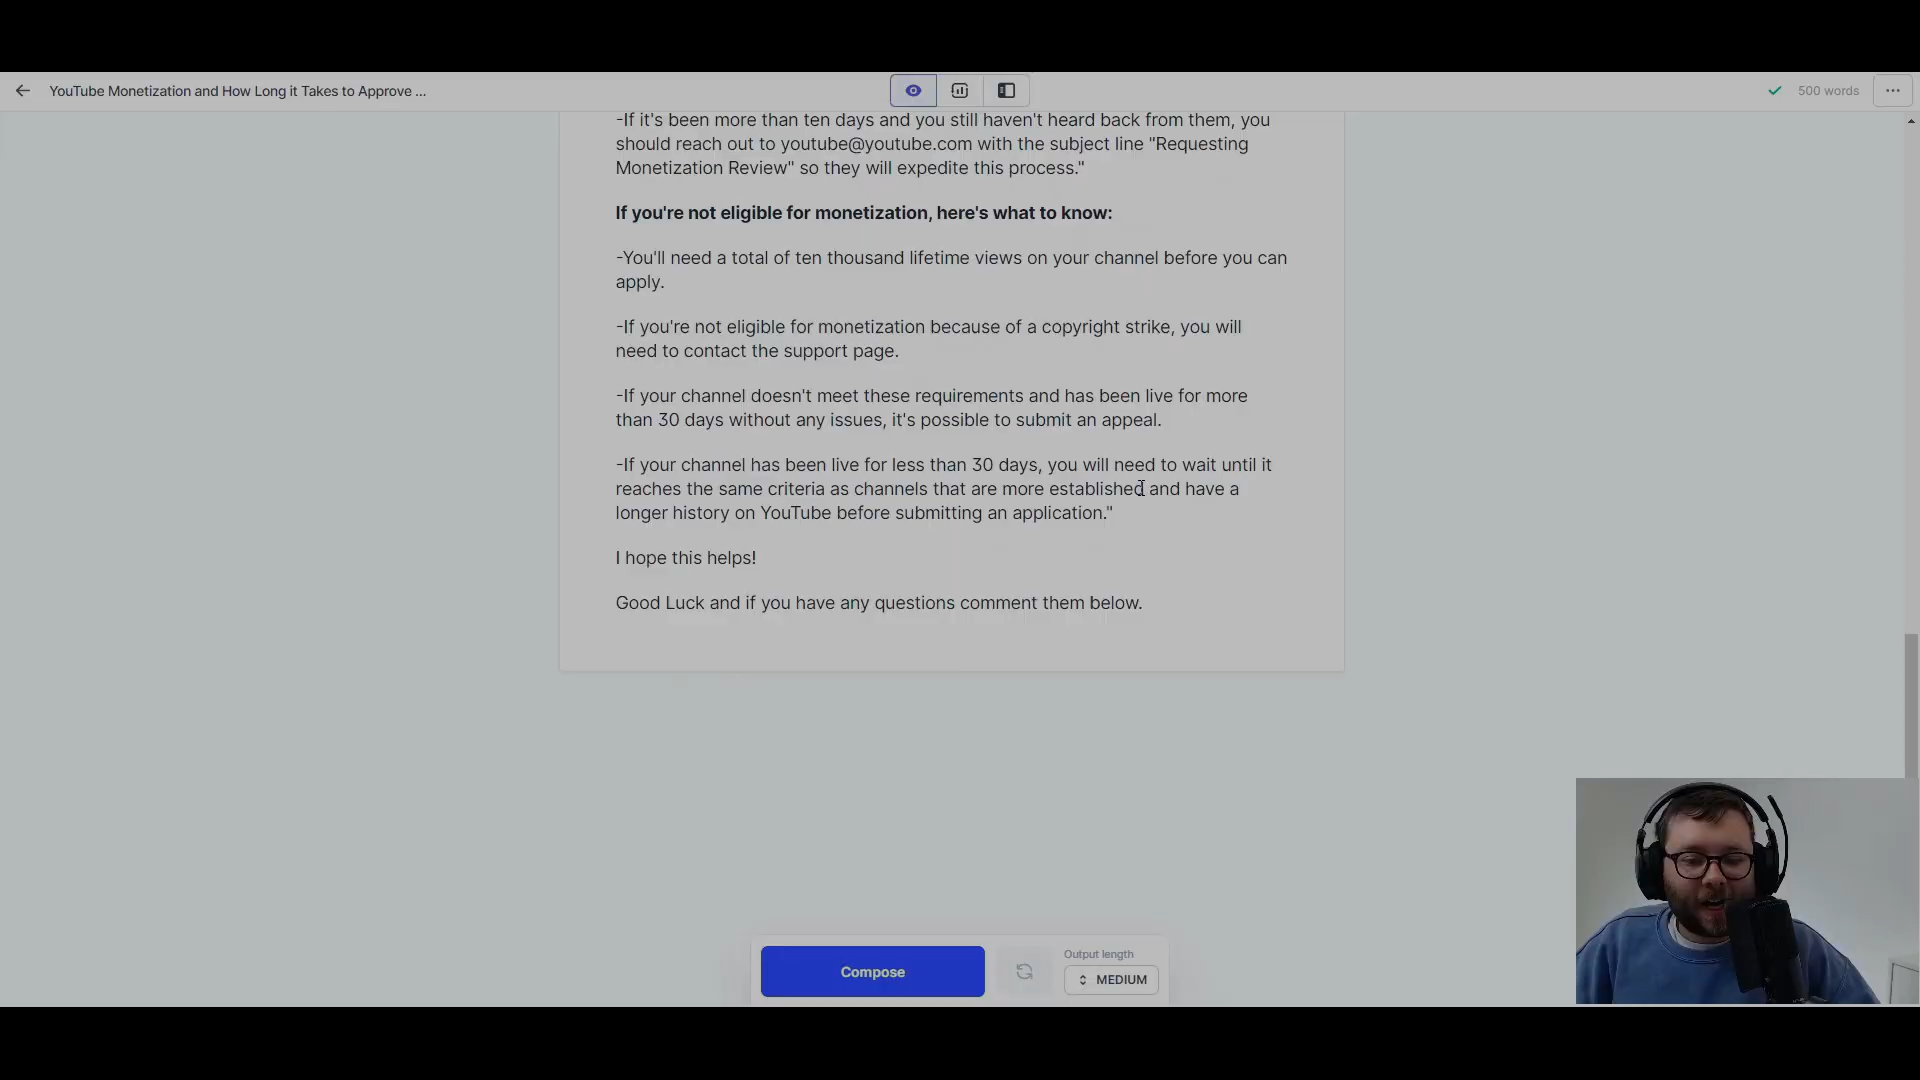 YouTube Monetization and How Long it Takes to Approve ...
500 words
-If it's been more than ten days and you still haven't heard back from them, you
should reach out to youtube@youtube.com with the subject line "Requesting
Monetization Review" so they will expedite this process."
If you're not eligible for monetization, here's what to know:
-You'll need a total of ten thousand lifetime views on your channel before you can
apply.
-If you're not eligible for monetization because of a copyright strike, you will
need to contact the support page.
-If your channel doesn't meet these requirements and has been live for more
than 30 days without any issues, it's possible to submit an appeal.
-If your channel has been live for less than 30 days, you will need to wait until it
reaches the same criteria as channels that are more established and have a
longer history on YouTube before submitting an application."
I hope this helps!
Good Luck and if you have any questions comment them below.
Compose
Output length
MEDIUM